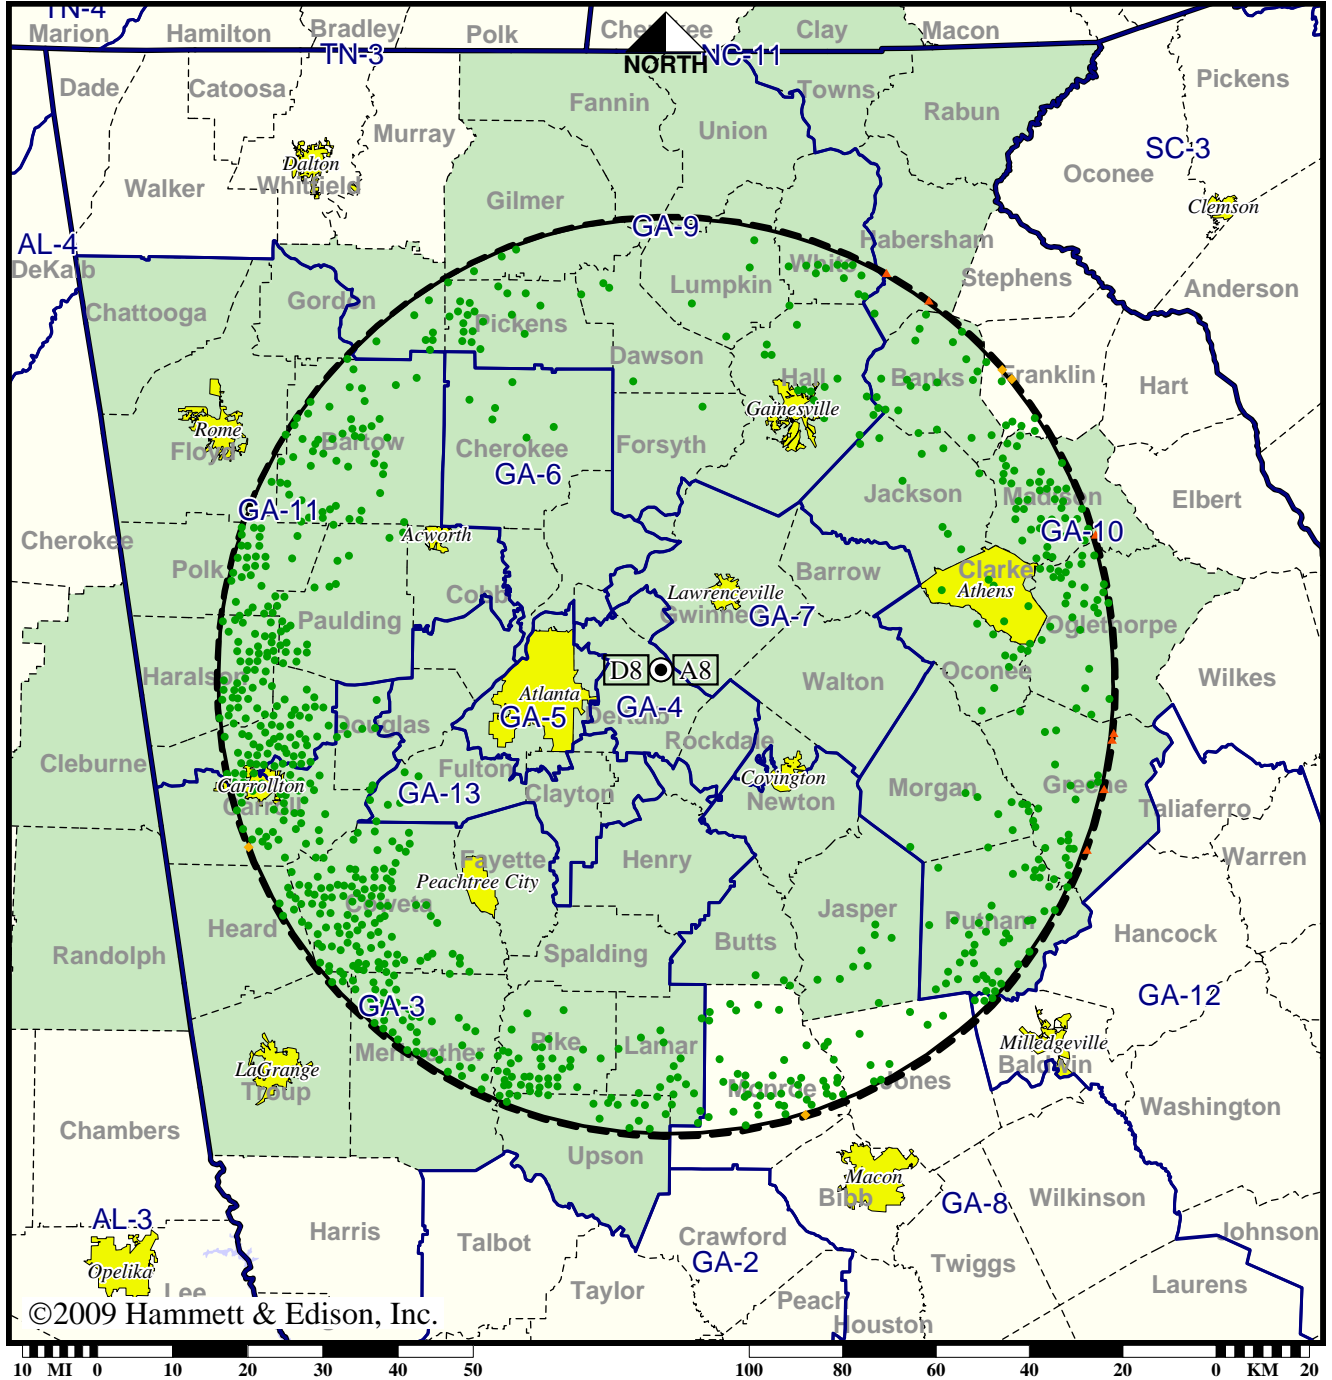 TN-4
Marion
Hamilton
Bradley
Polk
Cherokee
Clay
Macon
TN-3
NORTH
NC-11
Dade
Catoosa
Murray
Fannin
Union
Towns
Rabun
Pickens
Dalton
Walker
Whitfield
Gilmer
SC-3
Oconee
Clemson
AL-4
DeKalb
GA-9
Habersham
White
Stephens
Anderson
Chattooga
Gordon
Lumpkin
Pickens
Dawson
Hall
Banks
Franklin
Hart
Rome
Floyd
Bartow
Cherokee
Forsyth
Gainesville
GA-6
Jackson
Madison
Elbert
GA-11
Acworth
GA-10
Cherokee
Polk
Cobb
Lawrenceville
Gwinne
GA-7
Barrow
Clarke
Athens
Paulding
Oglethorpe
Haralson
D8
A8
Walton
Oconee
Wilkes
Atlanta
GA-5
GA-4
DeKalb
Douglas
Rockdale
Cleburne
Fulton
Carrollton
Carroll
GA-13
Clayton
Covington
Newton
Morgan
Greene
Taliaferro
Fayette
Peachtree City
Henry
Warren
Coweta
Heard
Jasper
Putnam
Randolph
Spalding
Butts
Hancock
GA-3
GA-12
Meriwether
Pike
Lamar
Milledgeville
Baldwin
LaGrange
Troup
Monroe
Jones
Washington
Chambers
Upson
Macon
Bibb
GA-8
Wilkinson
AL-3
Harris
Talbot
Crawford
GA-2
Johnson
Opelika
Lee
Taylor
Twiggs
Laurens
Peach
Houston
©2009 Hammett & Edison, Inc.
10 MI 0 10 20 30 40 50 100 80 60 40 20 0 KM 20